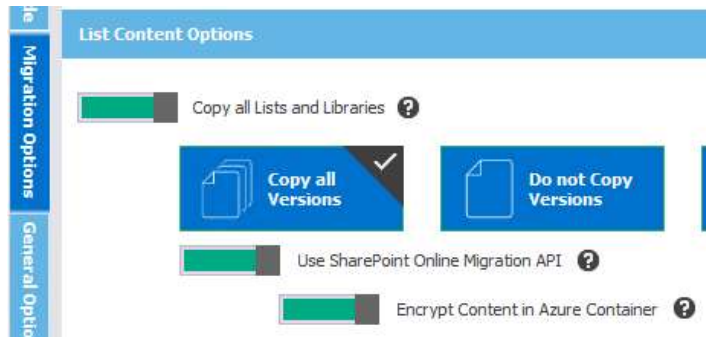 List Content Options
Migration Options
Copy all Lists and Libraries ?
Copy all
Versions
Do not Copy
Versions
Use SharePoint Online Migration API ?
Encrypt Content in Azure Container ?
General Optio